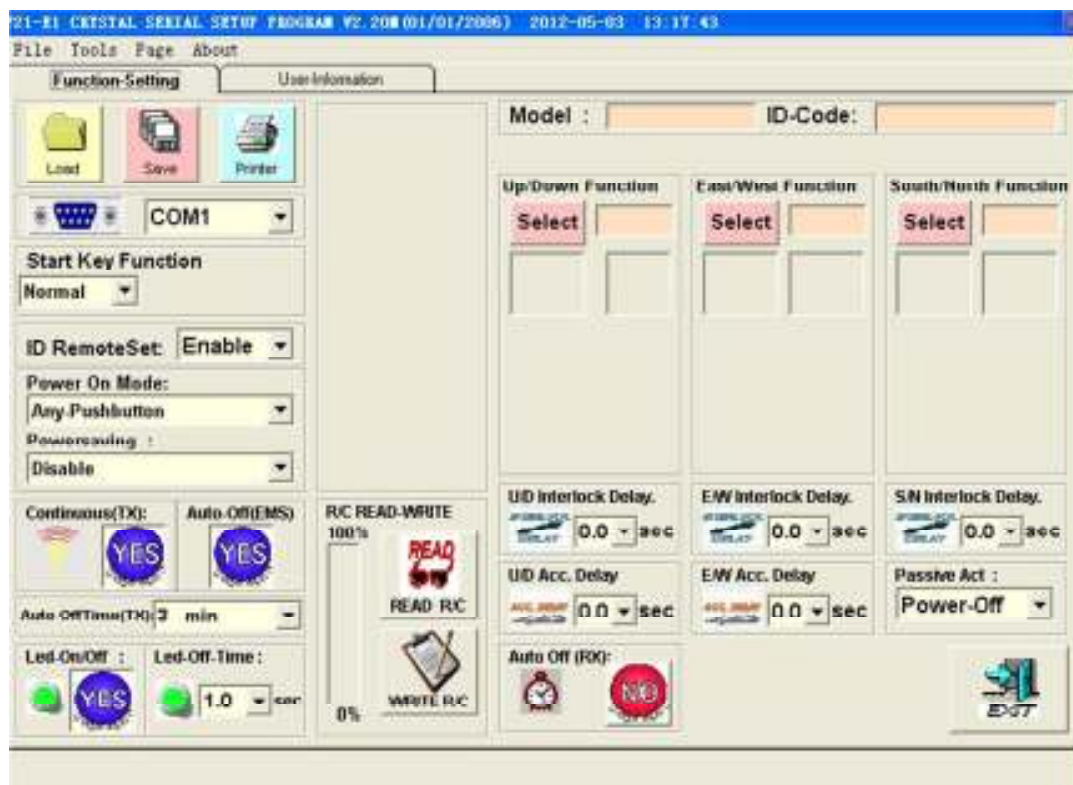 21-E1 CRYSTAL SERIAL SETUP PROGRAM V2.20M(01/01/2006) 2012-05-03 13:17:43
File Tools Page About
Function-Setting User-Information
Load Save Printer
COM1
Start Key Function
Normal
ID RemoteSet: Enable
Power On Mode:
Any-Pushbutton
Powersaving :
Disable
Continuous(TX): Auto-Off(EMS)
YES YES
Auto OffTime(TX): 3 min
Led-On/Off : Led-Off-Time :
YES 1.0 sec
R/C READ-WRITE
100%
READ
READ R/C
WRITE R/C
0%
Model : ID-Code:
Up/Down Function East/West Function South/North Function
Select Select Select
U/D Interlock Delay. E/W Interlock Delay. S/N Interlock Delay.
0.0 sec 0.0 sec 0.0 sec
U/D Acc. Delay E/W Acc. Delay Passive Act :
0.0 sec 0.0 sec Power-Off
Auto Off (RX):
NO
EXIT